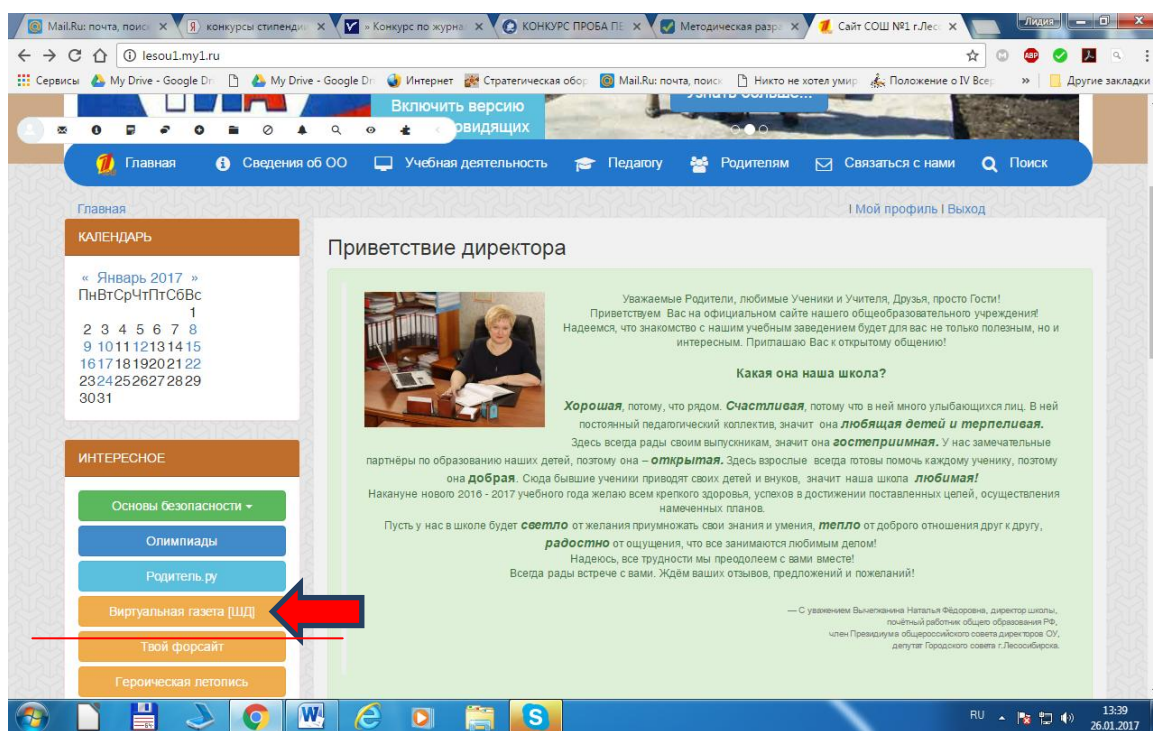 Mail.Ru: почта, поиск
конкурсы стипенди
» Конкурс по журна
КОНКУРС ПРОБА ПЕ
Методическая разра
Сайт СОШ №1 г.Лесо
Лидия
lesou1.my1.ru
Сервисы My Drive - Google Dr My Drive - Google Dr Интернет Стратегическая обор Mail.Ru: почта, поиск Никто не хотел умир Положение о IV Всер » Другие закладки
Включить версию
овидящих
Узнать больше...
Главная Сведения об ОО Учебная деятельность Педагогу Родителям Связаться с нами Поиск
Главная
| Мой профиль | Выход
КАЛЕНДАРЬ
« Январь 2017 »
ПнВтСрЧтПтСбВс
1
2 3 4 5 6 7 8
9 10 11 12 13 14 15
16 17 18 19 20 21 22
23 24 25 26 27 28 29
30 31
ИНТЕРЕСНОЕ
Основы безопасности
Олимпиады
Родитель.ру
Виртуальная газета [ШД]
Твой форсайт
Героическая летопись
Приветствие директора
Уважаемые Родители, любимые Ученики и Учителя, Друзья, просто Гости!
Приветствуем Вас на официальном сайте нашего общеобразовательного учреждения!
Надеемся, что знакомство с нашим учебным заведением будет для вас не только полезным, но и
интересным. Приглашаю Вас к открытому общению!
Какая она наша школа?
Хорошая, потому, что рядом. Счастливая, потому что в ней много улыбающихся лиц. В ней
постоянный педагогический коллектив, значит она любящая детей и терпеливая.
Здесь всегда рады своим выпускникам, значит она гостеприимная. У нас замечательные
партнёры по образованию наших детей, поэтому она – открытая. Здесь взрослые всегда готовы помочь каждому ученику, поэтому
она добрая. Сюда бывшие ученики приводят своих детей и внуков, значит наша школа любимая!
Накануне нового 2016 - 2017 учебного года желаю всем крепкого здоровья, успехов в достижении поставленных целей, осуществления
намеченных планов.
Пусть у нас в школе будет светло от желания приумножать свои знания и умения, тепло от доброго отношения друг к другу,
радостно от ощущения, что все занимаются любимым делом!
Надеюсь, все трудности мы преодолеем с вами вместе!
Всегда рады встрече с вами. Ждём ваших отзывов, предложений и пожеланий!
— С уважением Вычегжанина Наталья Фёдоровна, директор школы,
почётный работник общего образования РФ,
член Президиума общероссийского совета директоров ОУ,
депутат Городского совета г.Лесосибирска.
RU
13:39
26.01.2017